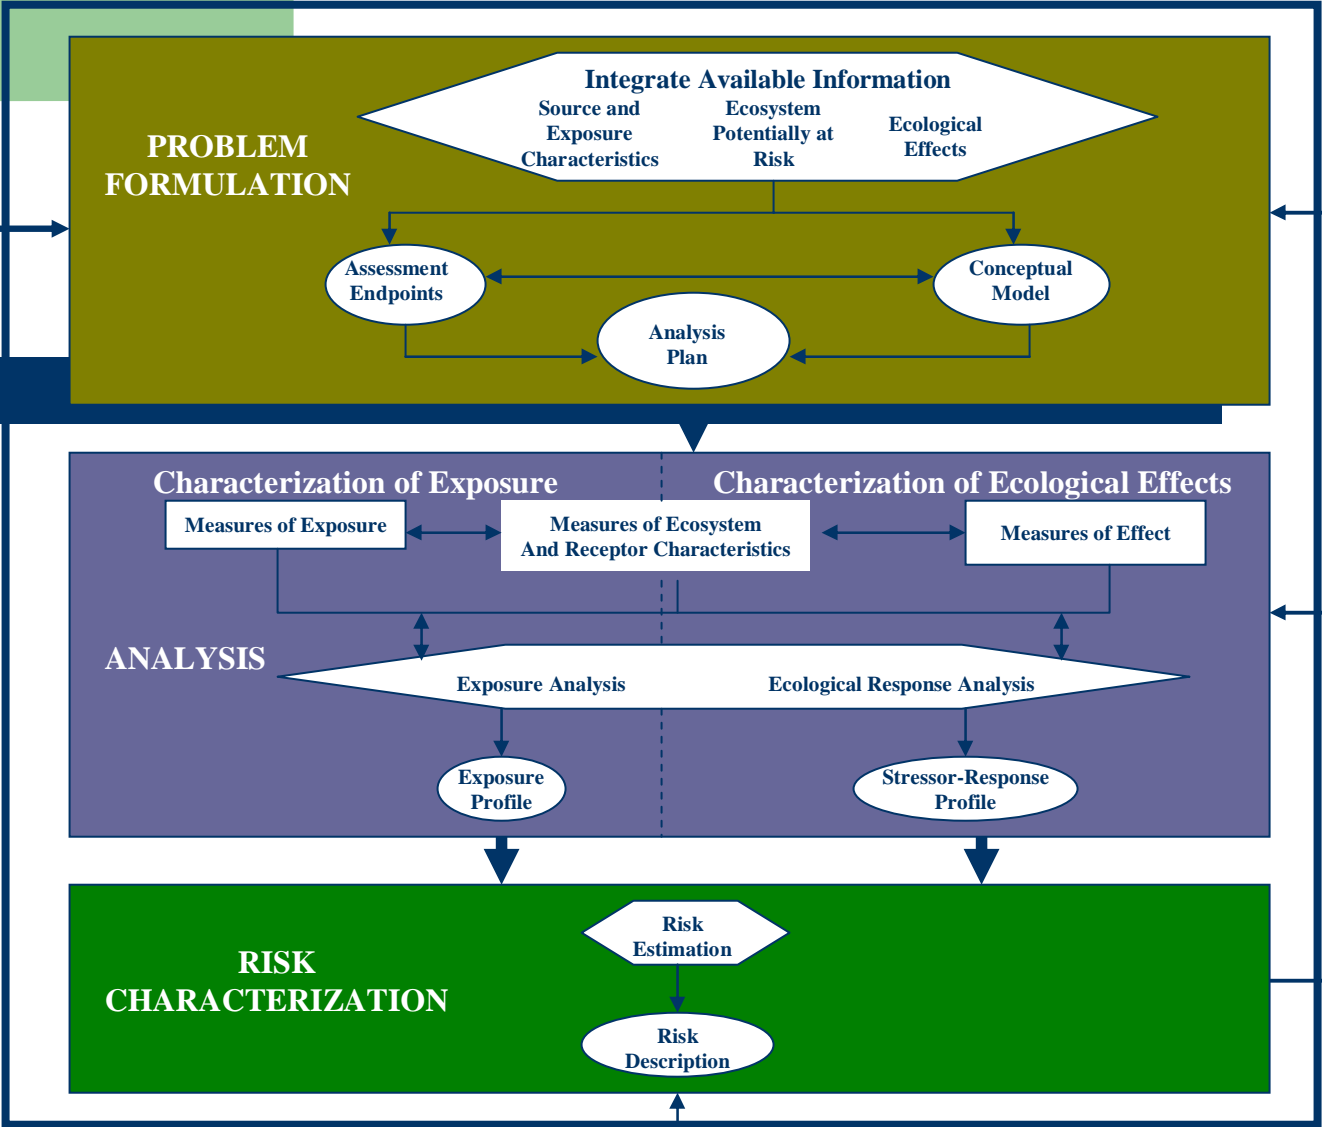 Integrate Available Information
Source and
Exposure
Characteristics
Ecosystem
Potentially at
Risk
Ecological
Effects
PROBLEM
FORMULATION
Assessment
Endpoints
Conceptual
Model
Analysis
Plan
Characterization of Exposure
Characterization of Ecological Effects
Measures of Exposure
Measures of Ecosystem
And Receptor Characteristics
Measures of Effect
ANALYSIS
Exposure Analysis
Ecological Response Analysis
Exposure
Profile
Stressor-Response
Profile
RISK
CHARACTERIZATION
Risk
Estimation
Risk
Description